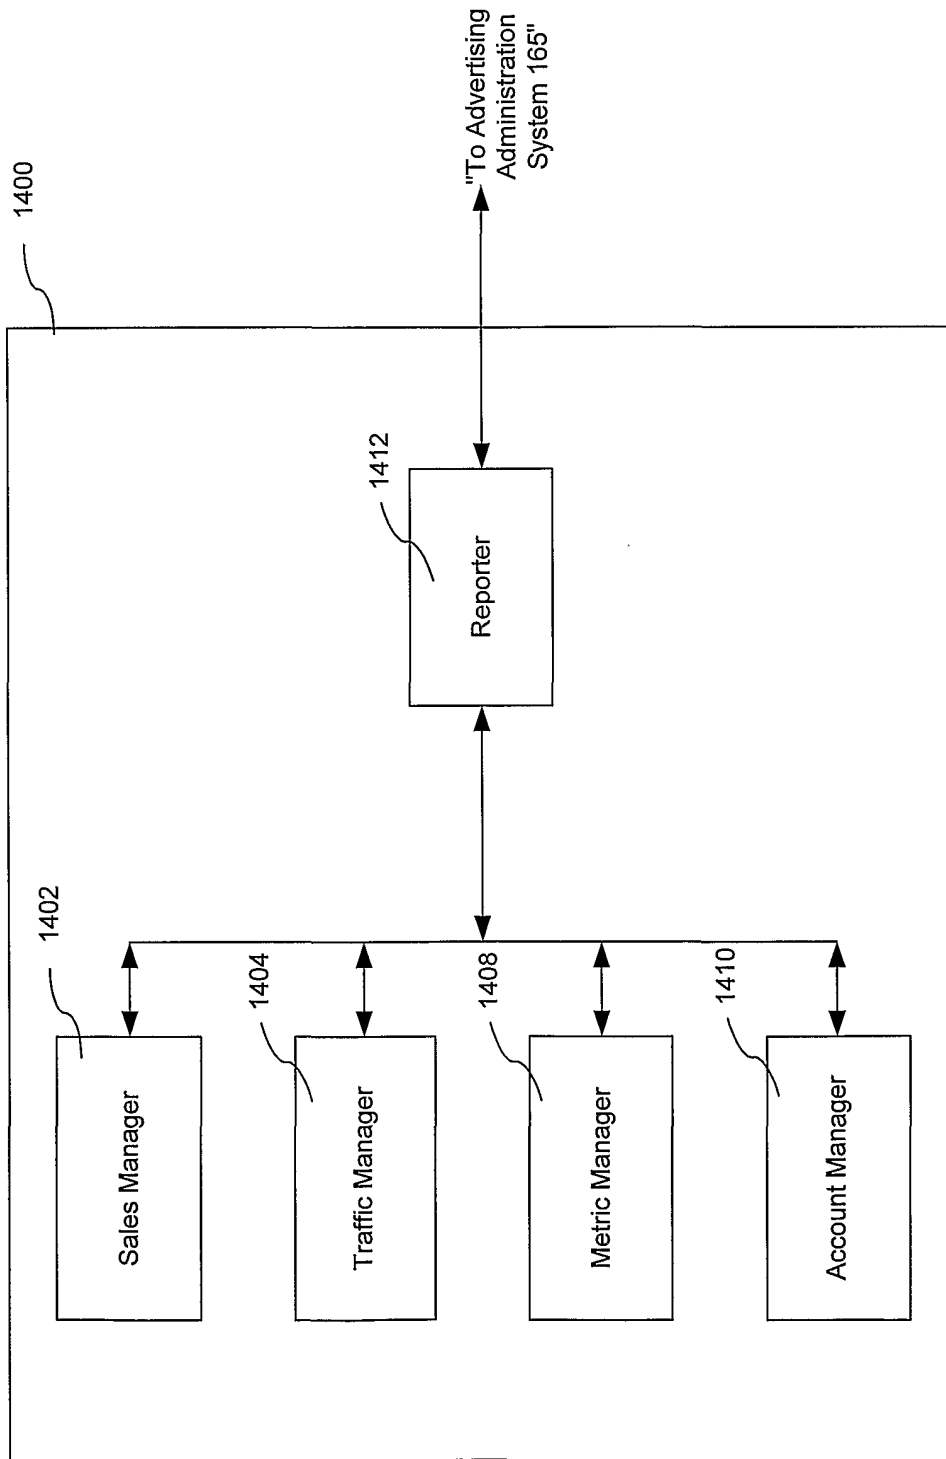 1400
"To Advertising
Administration
System 165"
1412
Reporter
1402
Sales Manager
1404
Traffic Manager
1408
Metric Manager
1410
Account Manager